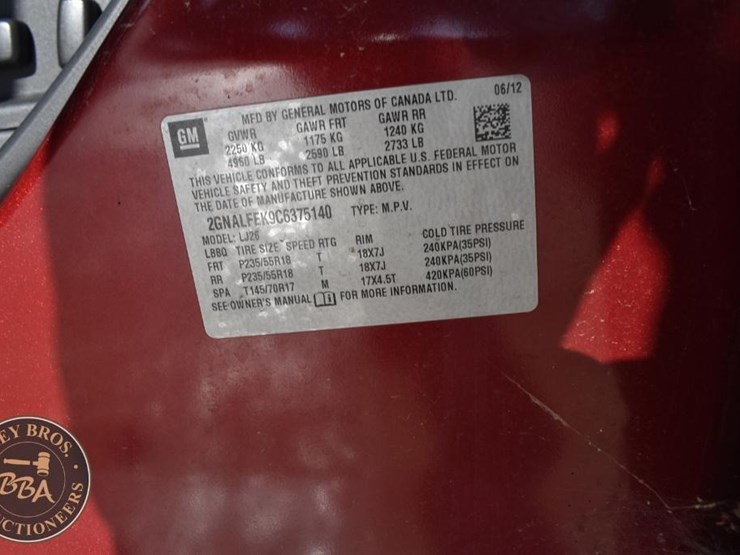 GM
MFD BY GENERAL MOTORS OF CANADA LTD. 06/12
GVWR GAWR FRT GAWR RR
2250 KG 1175 KG 1240 KG
4960 LB 2590 LB 2733 LB
THIS VEHICLE CONFORMS TO ALL APPLICABLE U.S. FEDERAL MOTOR
VEHICLE SAFETY AND THEFT PREVENTION STANDARDS IN EFFECT ON
THE DATE OF MANUFACTURE SHOWN ABOVE.
2GNALFEK9C6375140 TYPE: M.P.V.
MODEL: LJ26
LBBQ TIRE SIZE SPEED RTG RIM COLD TIRE PRESSURE
FRT P235/55R18 T 18X7J 240KPA(35PSI)
RR P235/55R18 T 18X7J 240KPA(35PSI)
SPA T145/70R17 M 17X4.5T 420KPA(60PSI)
SEE OWNER'S MANUAL FOR MORE INFORMATION.
EY BROS.
BBA
CTIONEERS